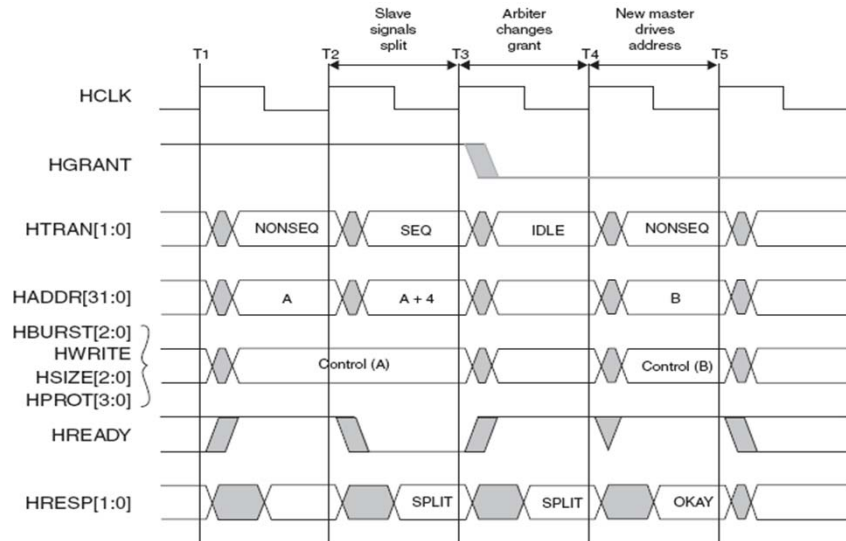 Slave
signals
split
Arbiter
changes
grant
New master
drives
address
T1
T2
T3
T4
T5
HCLK
HGRANT
HTRAN[1:0]
NONSEQ
SEQ
IDLE
NONSEQ
HADDR[31:0]
A
A + 4
B
HBURST[2:0]
HWRITE
HSIZE[2:0]
HPROT[3:0]
Control (A)
Control (B)
HREADY
HRESP[1:0]
SPLIT
SPLIT
OKAY